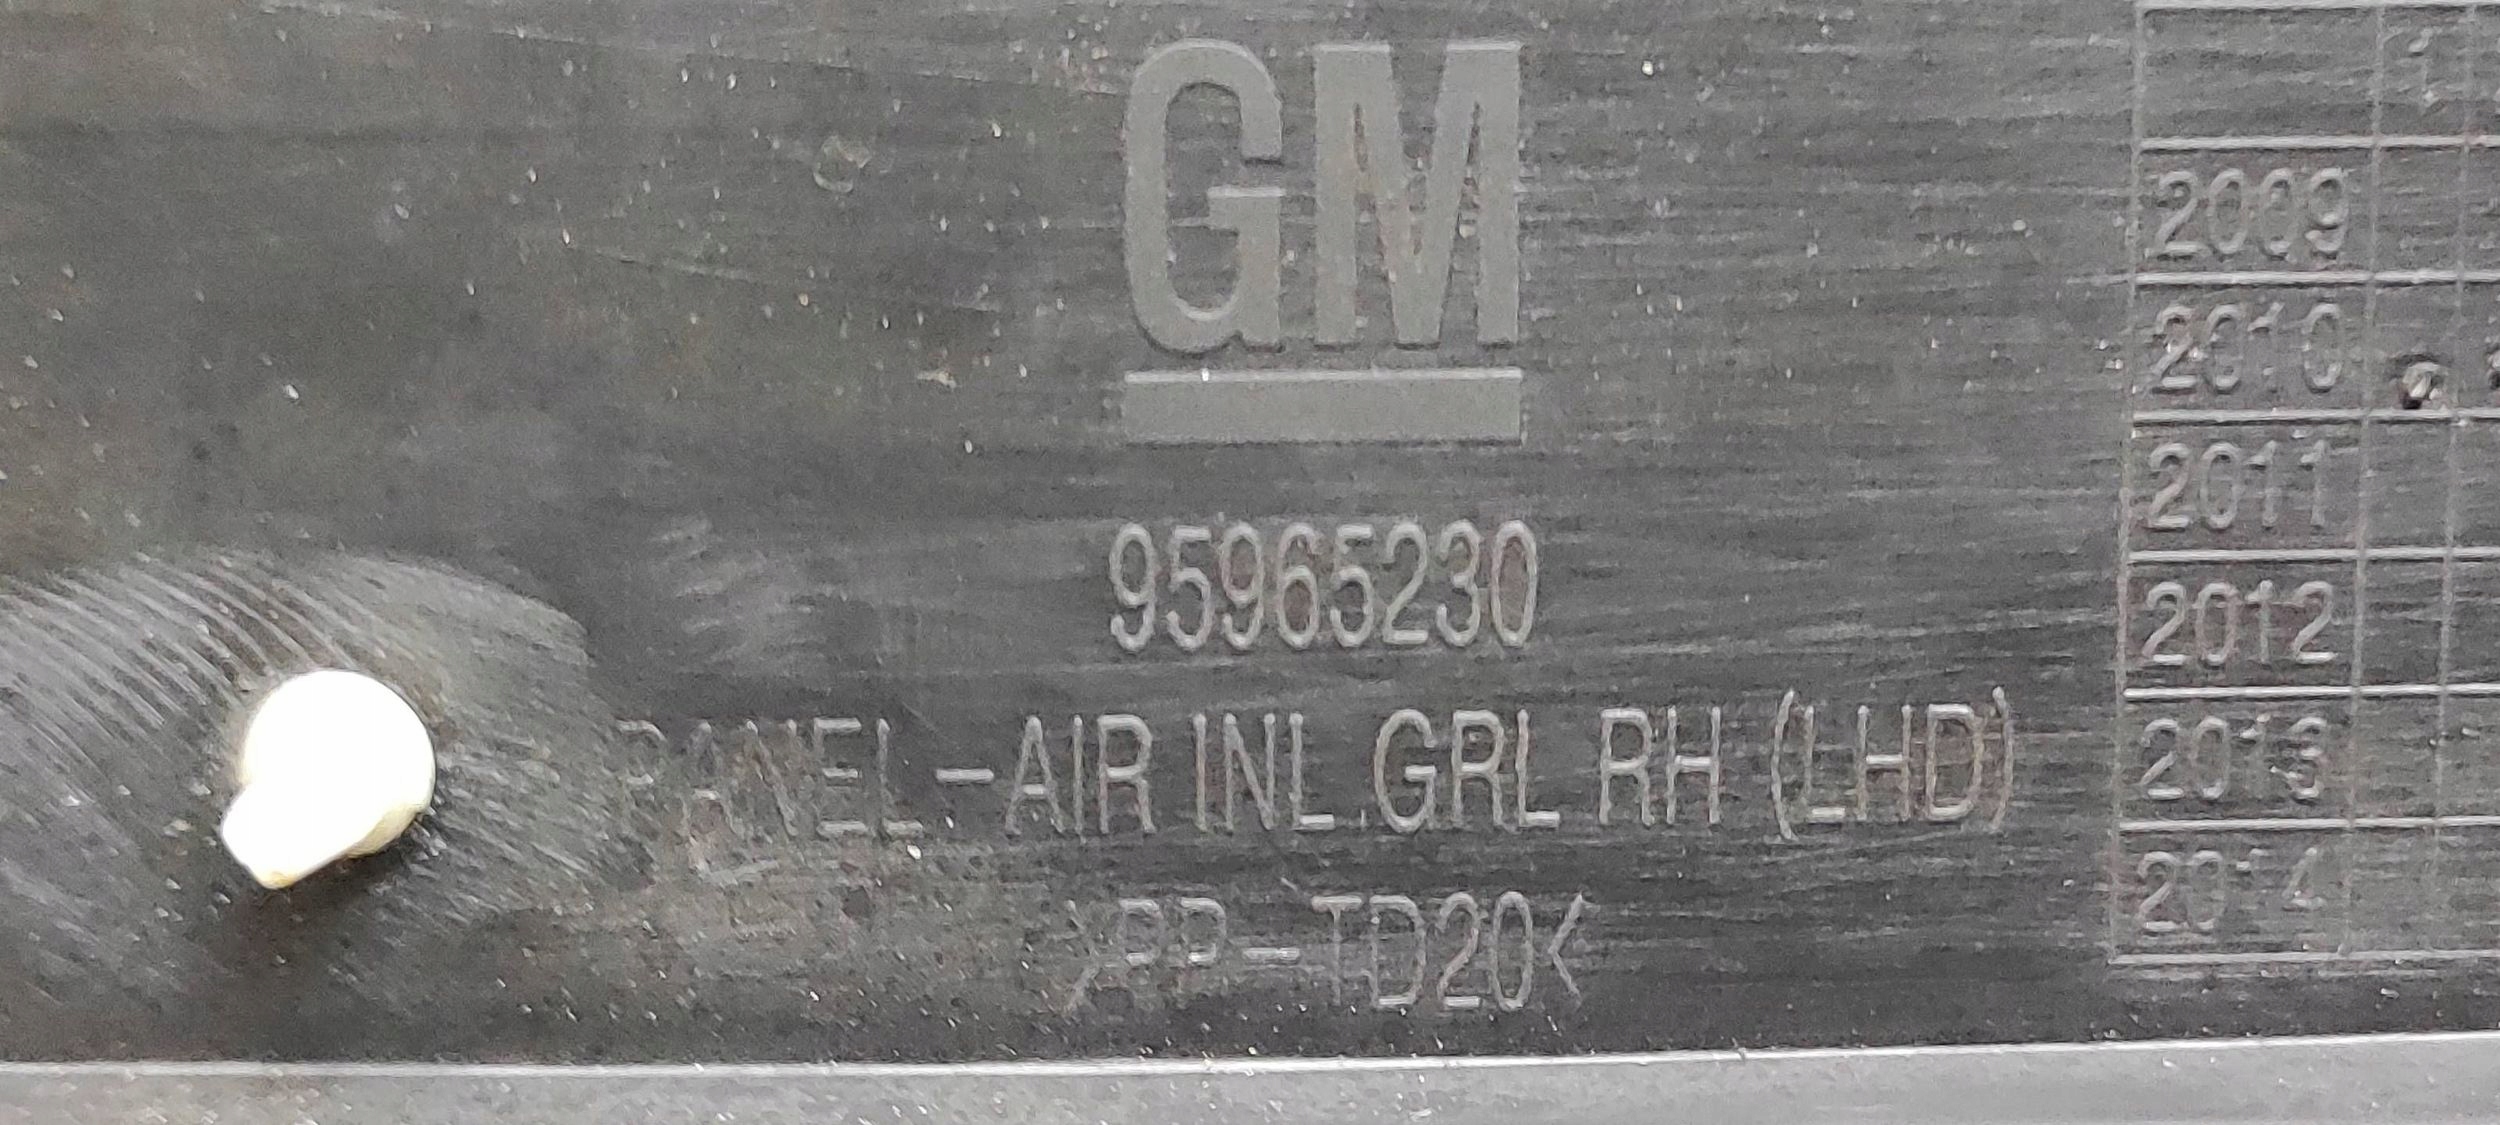 GM
95965230
PANEL-AIR INL GRL RH (LHD)
>PP-TD20<
2009
2010
2011
2012
2013
2014